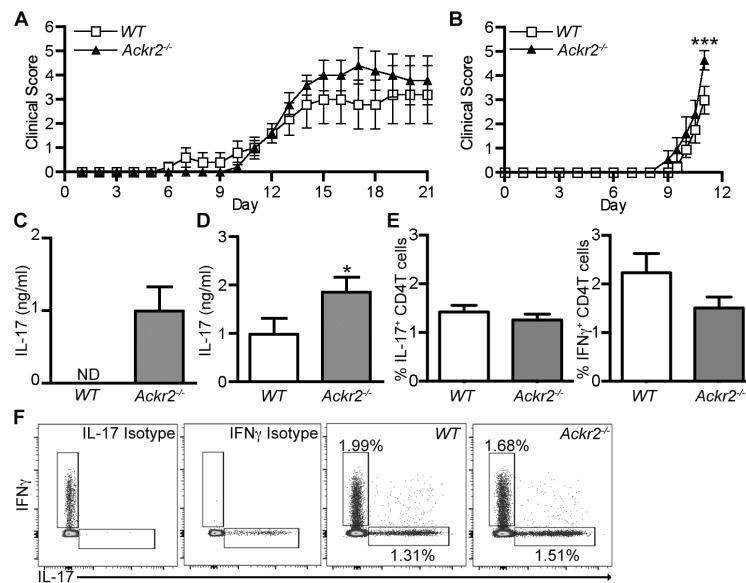 A
WT
Ackr2-/-
Clinical Score
6
5
4
3
2
1
0
0 3 6 9 12 15 18 21
Day
B
WT
Ackr2-/-
***
Clinical Score
6
5
4
3
2
1
0
0 3 6 9 12
Day
C
IL-17 (ng/ml)
2
1
0
ND
WT Ackr2-/-
D
IL-17 (ng/ml)
3
2
1
0
*
WT Ackr2-/-
E
% IL-17+ CD4T cells
3
2
1
0
WT Ackr2-/-
% IFNγ+ CD4T cells
3
2
1
0
WT Ackr2-/-
F
IL-17 Isotype
IFNγ Isotype
WT
1.99%
1.31%
Ackr2-/-
1.68%
1.51%
IFNγ
IL-17